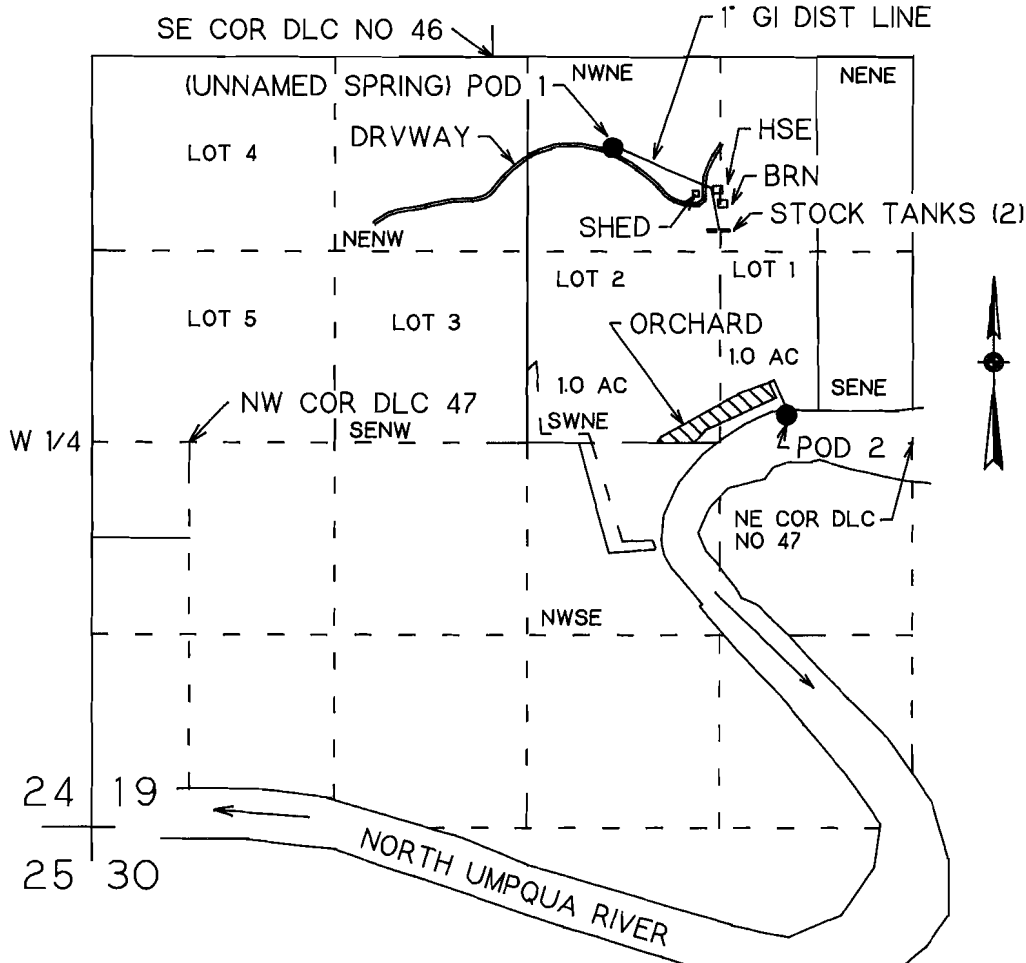 SE COR DLC NO 46
1" GI DIST LINE
NWNE
NENE
(UNNAMED SPRING) POD 1
DRVWAY
HSE
LOT 4
BRN
SHED
STOCK TANKS (2)
NENW
LOT 2
LOT 1
LOT 5
LOT 3
ORCHARD
1.0 AC
1.0 AC
SENE
NW COR DLC 47
SWNE
W 1/4
SENW
POD 2
NE COR DLC
NO 47
NWSE
24 19
25 30
NORTH UMPQUA RIVER